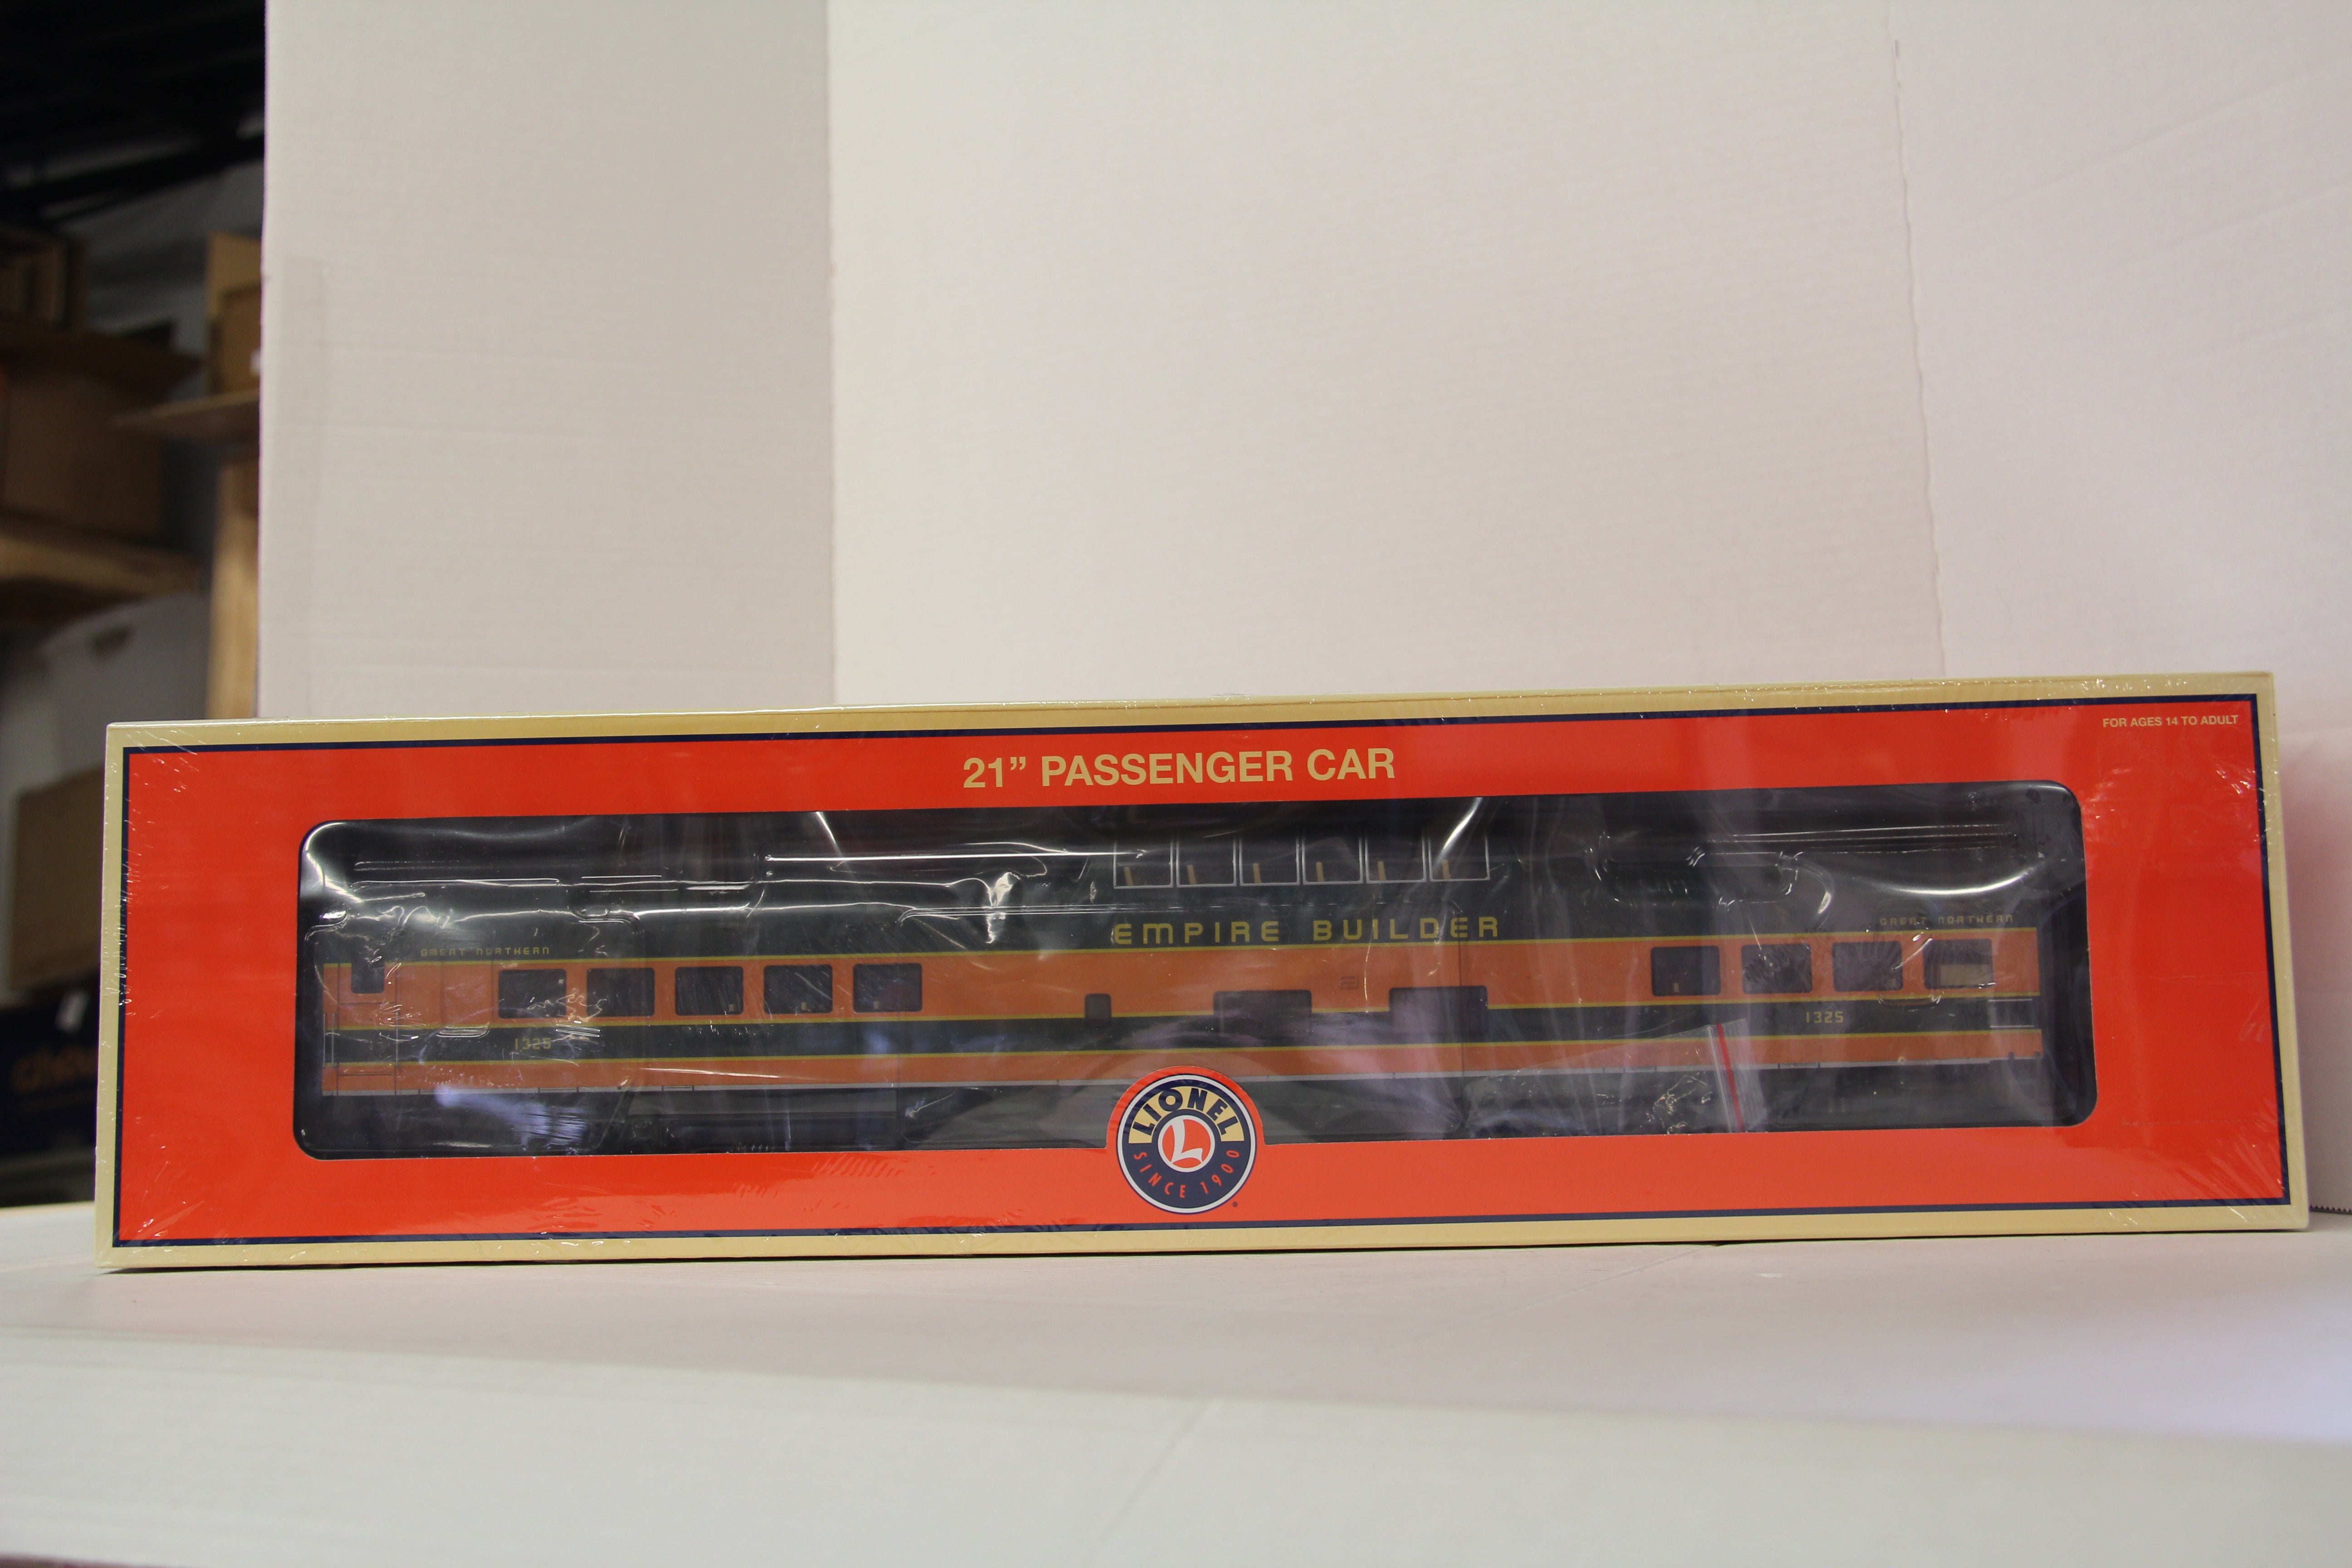 FOR AGES 14 TO ADULT
21” PASSENGER CAR
EMPIRE BUILDER
GREAT NORTHERN
GREAT NORTHERN
1325
1325
LIONEL
L
SINCE 1900